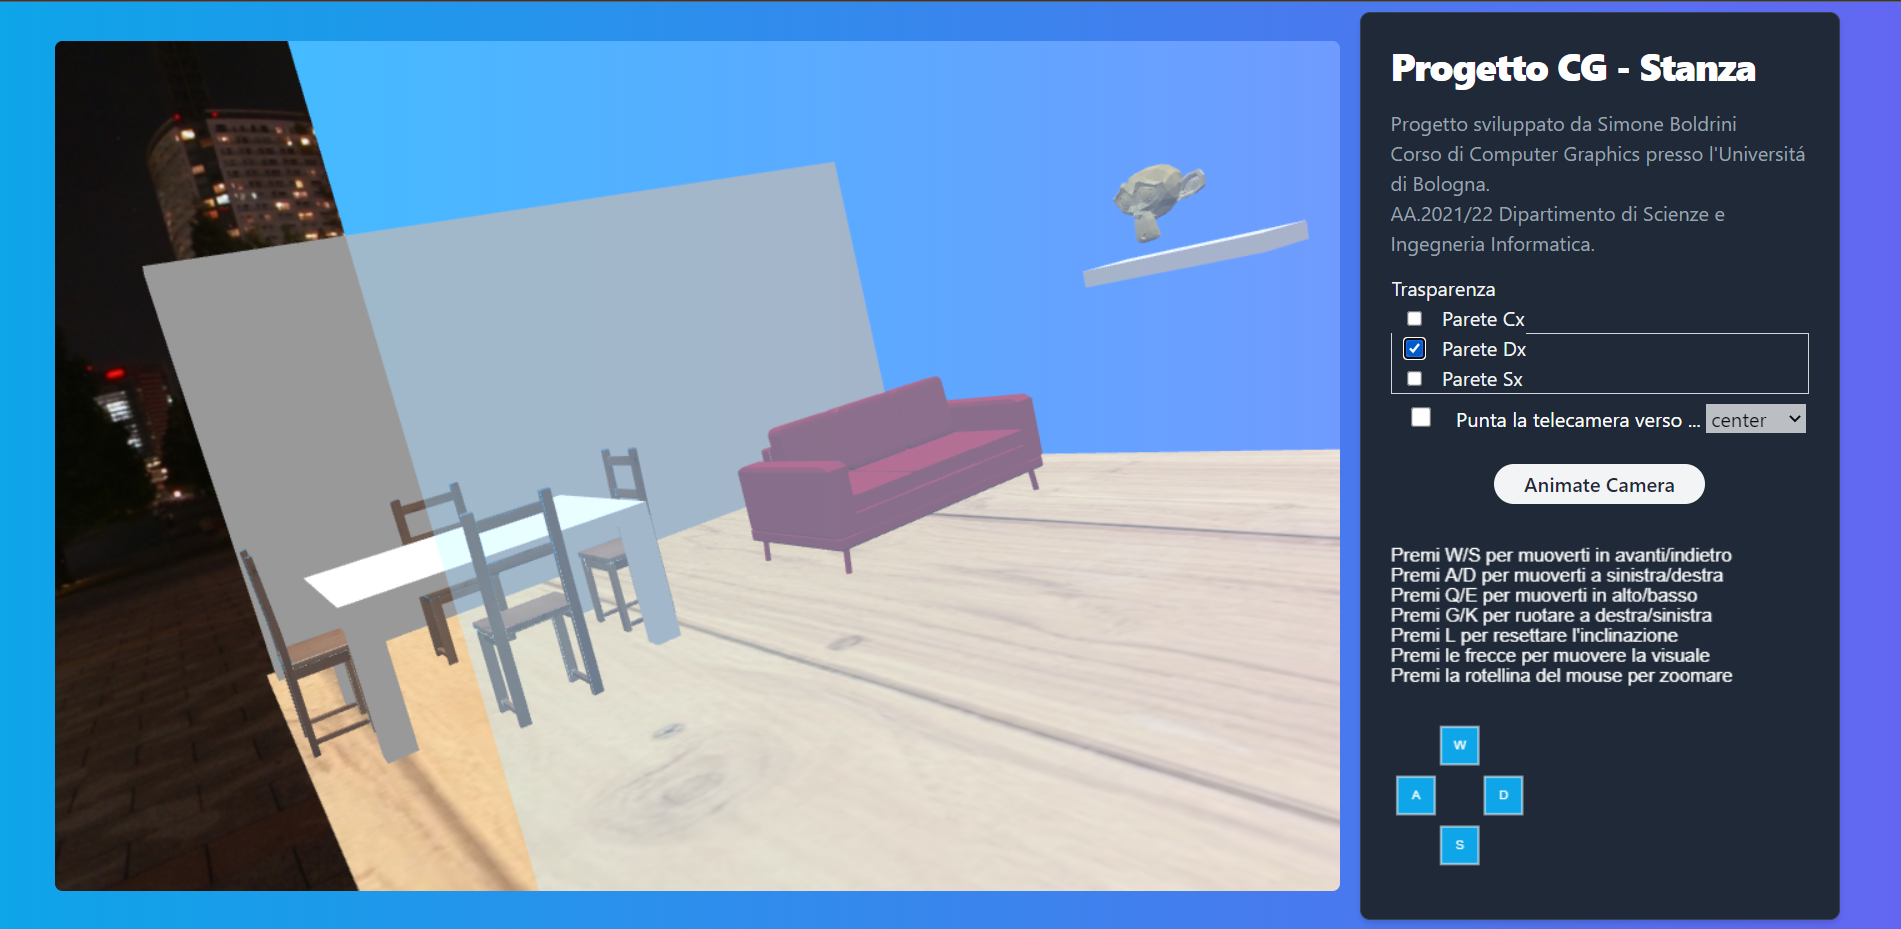 Progetto CG - Stanza
Progetto sviluppato da Simone Boldrini
Corso di Computer Graphics presso l'Universitá
di Bologna.
AA.2021/22 Dipartimento di Scienze e
Ingegneria Informatica.
Trasparenza
Parete Cx
Parete Dx
Parete Sx
Punta la telecamera verso ... center
Animate Camera
Premi W/S per muoverti in avanti/indietro
Premi A/D per muoverti a sinistra/destra
Premi Q/E per muoverti in alto/basso
Premi G/K per ruotare a destra/sinistra
Premi L per resettare l'inclinazione
Premi le frecce per muovere la visuale
Premi la rotellina del mouse per zoomare
W
A D
S